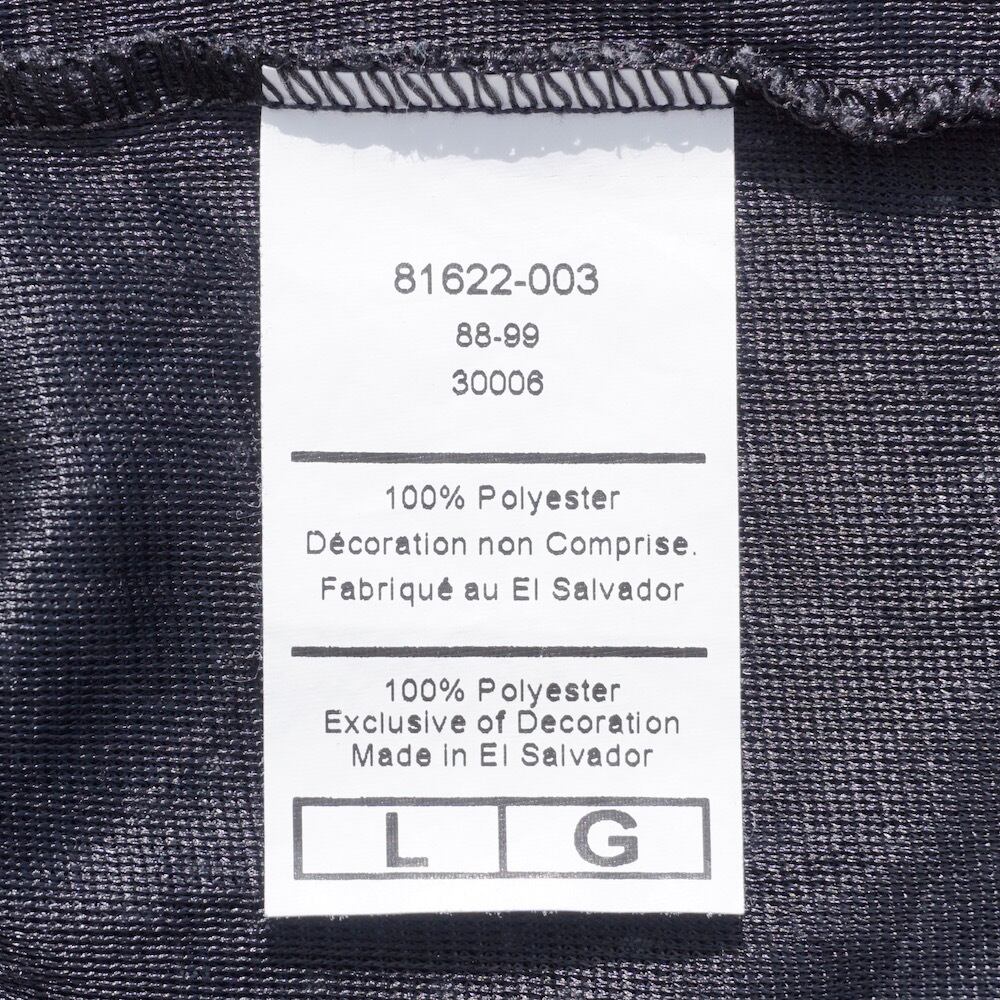 81622-003
88-99
30006
100% Polyester
Décoration non Comprise.
Fabriqué au El Salvador
100% Polyester
Exclusive of Decoration
Made in El Salvador
L G